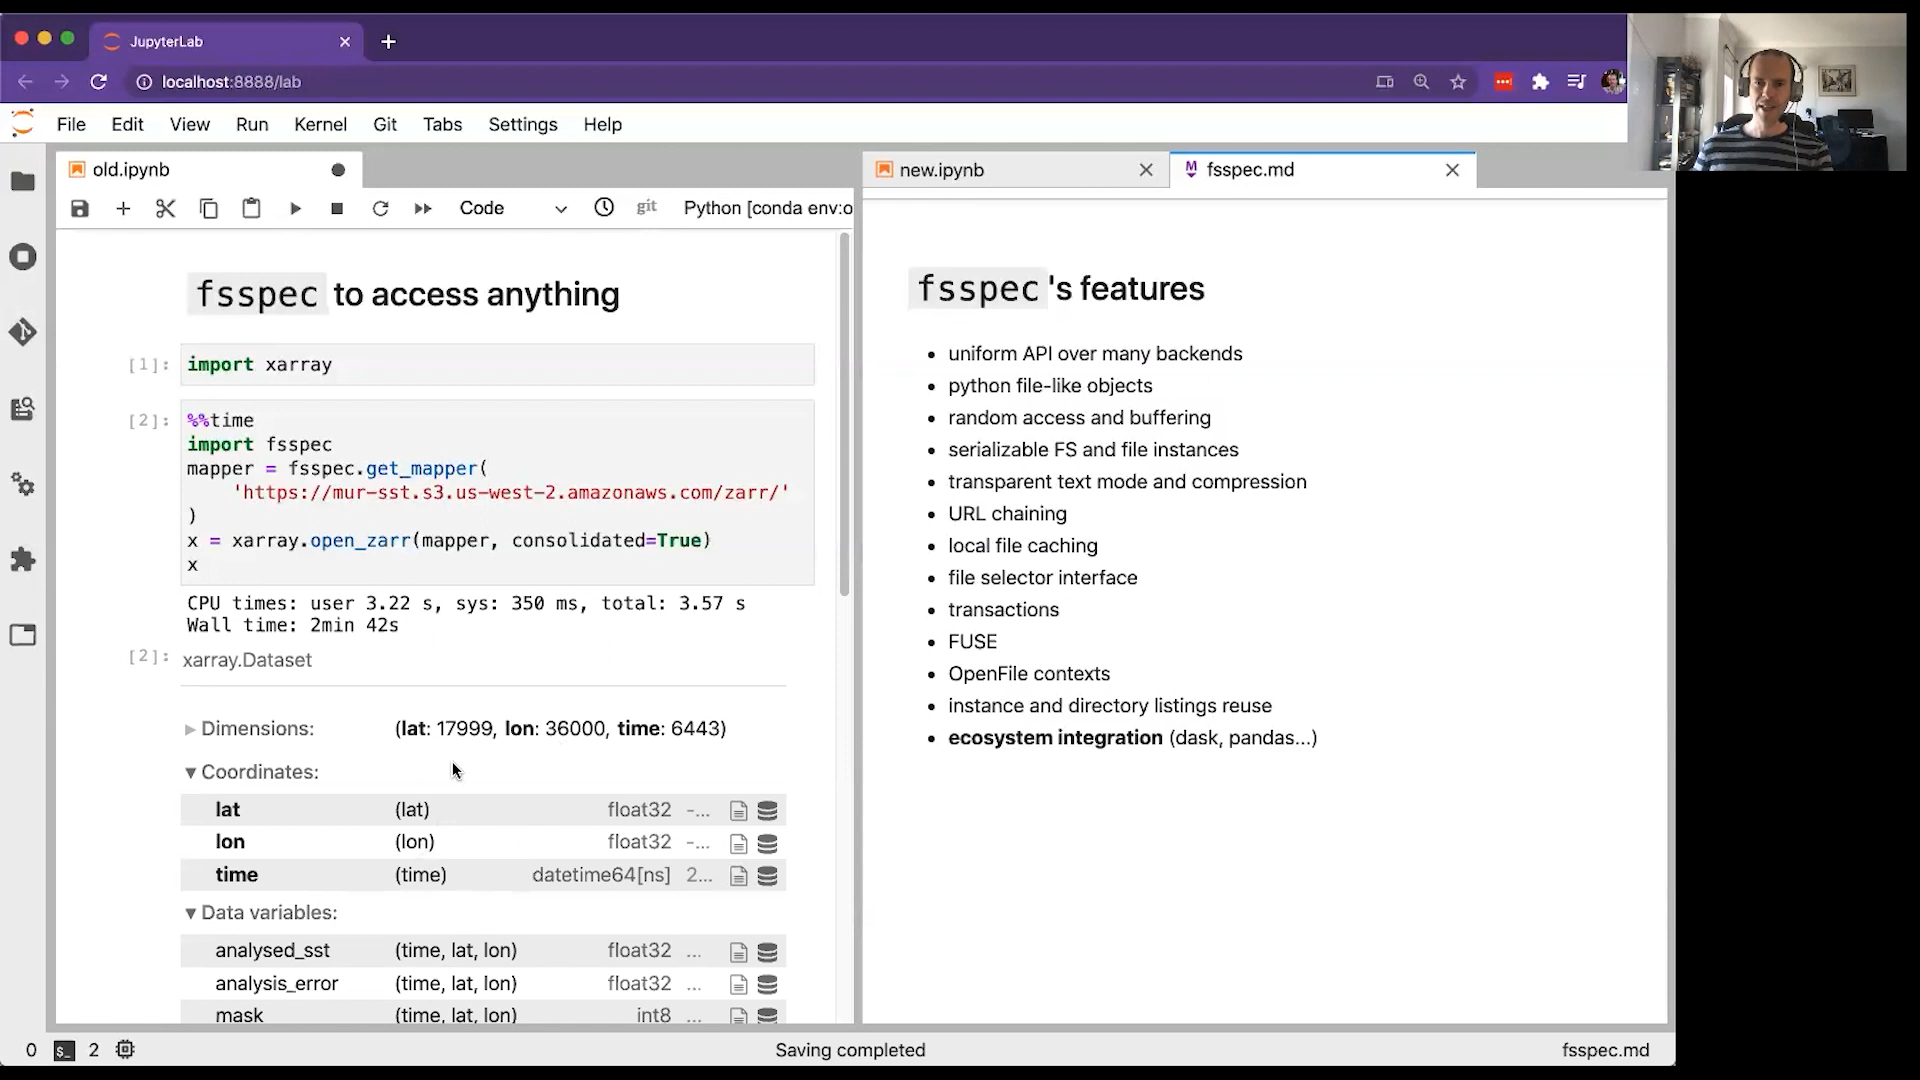 JupyterLab
localhost:8888/lab
File Edit View Run Kernel Git Tabs Settings Help
old.ipynb
Code git Python [conda env:o
fsspec to access anything
[1]: import xarray
[2]: %%time
import fsspec
mapper = fsspec.get_mapper(
'https://mur-sst.s3.us-west-2.amazonaws.com/zarr/'
)
x = xarray.open_zarr(mapper, consolidated=True)
x
CPU times: user 3.22 s, sys: 350 ms, total: 3.57 s
Wall time: 2min 42s
[2]: xarray.Dataset
Dimensions: (lat: 17999, lon: 36000, time: 6443)
Coordinates:
lat (lat) float32 -...
lon (lon) float32 -...
time (time) datetime64[ns] 2...
Data variables:
analysed_sst (time, lat, lon) float32 ...
analysis_error (time, lat, lon) float32 ...
mask (time, lat, lon) int8 ...
new.ipynb
fsspec.md
fsspec's features
• uniform API over many backends
• python file-like objects
• random access and buffering
• serializable FS and file instances
• transparent text mode and compression
• URL chaining
• local file caching
• file selector interface
• transactions
• FUSE
• OpenFile contexts
• instance and directory listings reuse
• ecosystem integration (dask, pandas...)
0 $_ 2 Saving completed fsspec.md